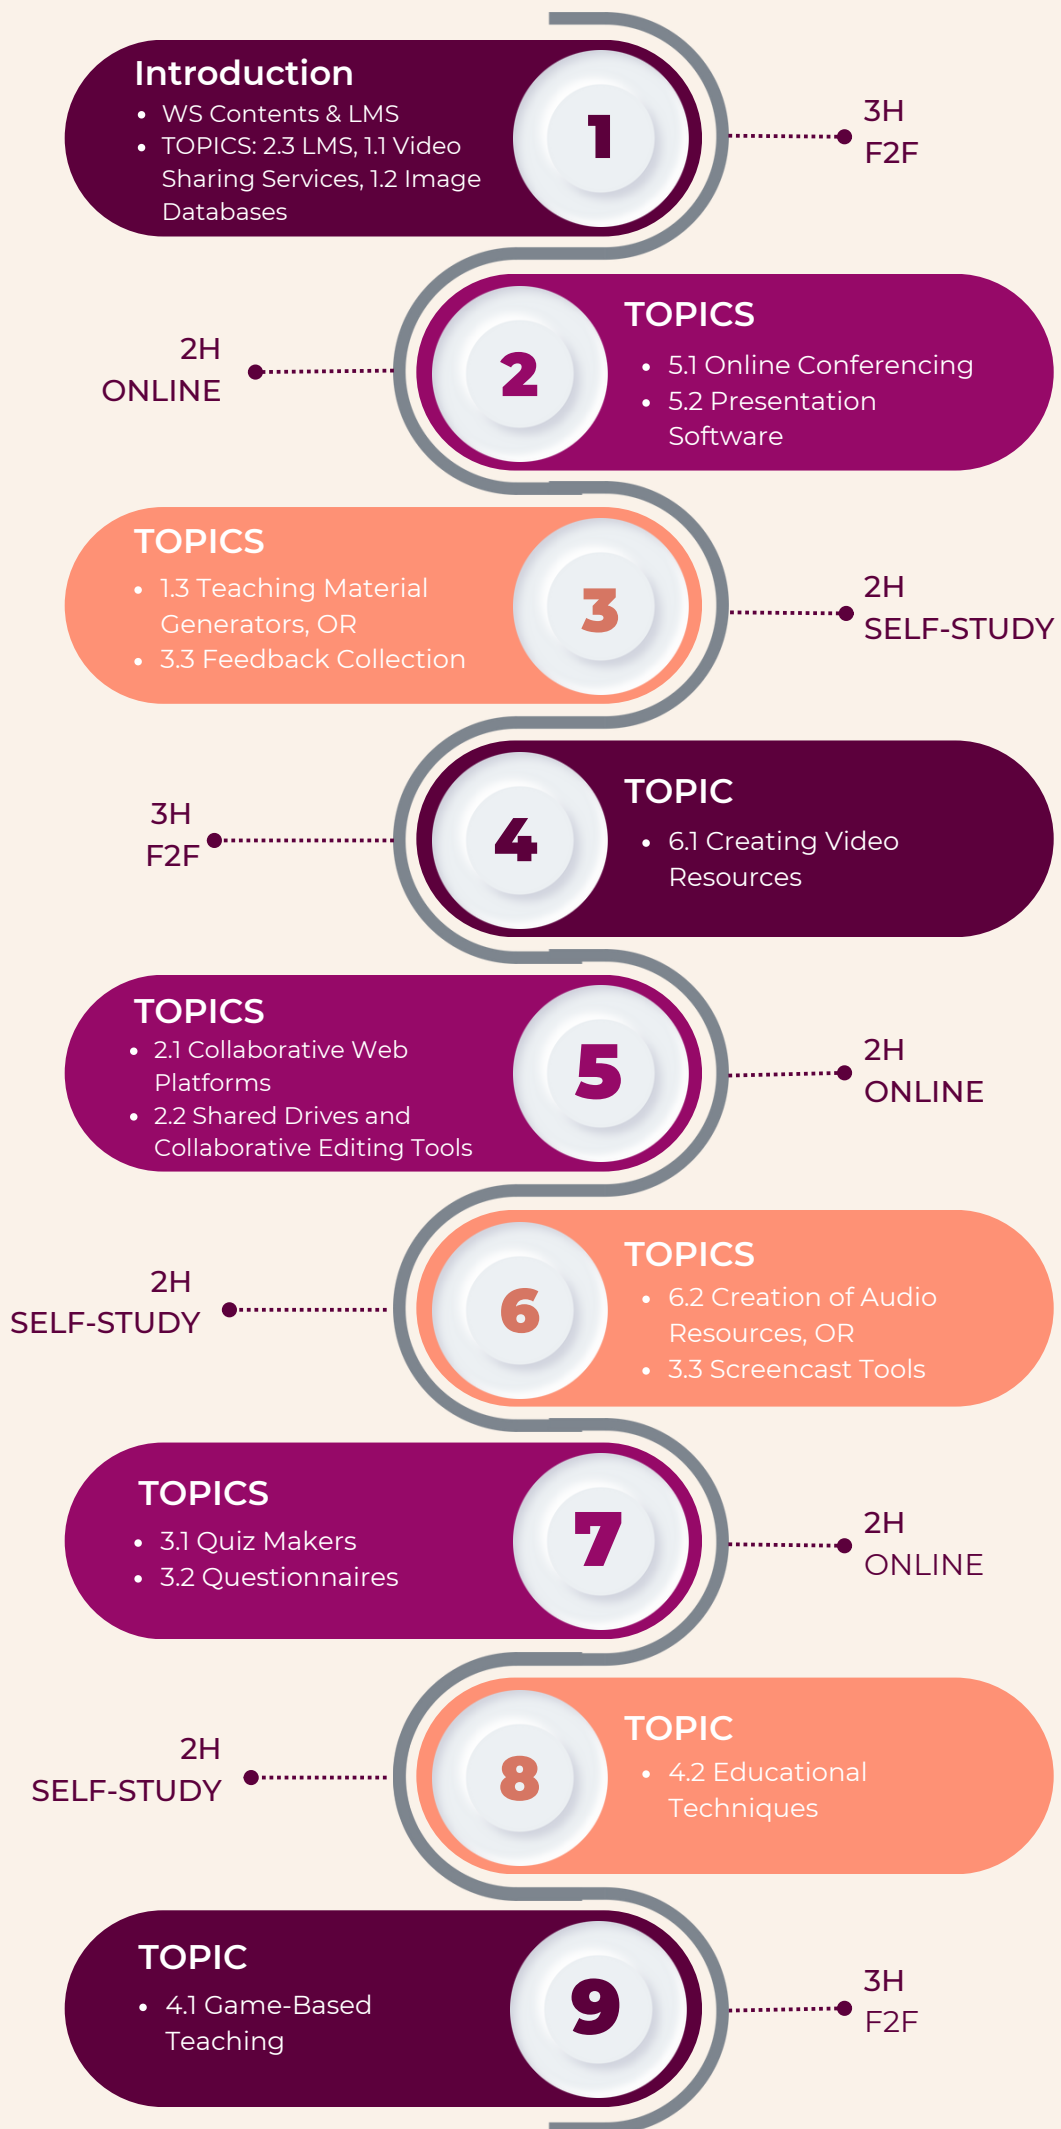 Introduction
• WS Contents & LMS
• TOPICS: 2.3 LMS, 1.1 Video
Sharing Services, 1.2 Image
Databases
1
3H
F2F
2H
ONLINE
2
TOPICS
• 5.1 Online Conferencing
• 5.2 Presentation
Software
TOPICS
• 1.3 Teaching Material
Generators, OR
• 3.3 Feedback Collection
3
2H
SELF-STUDY
3H
F2F
4
TOPIC
• 6.1 Creating Video
Resources
TOPICS
• 2.1 Collaborative Web
Platforms
• 2.2 Shared Drives and
Collaborative Editing Tools
5
2H
ONLINE
2H
SELF-STUDY
6
TOPICS
• 6.2 Creation of Audio
Resources, OR
• 3.3 Screencast Tools
TOPICS
• 3.1 Quiz Makers
• 3.2 Questionnaires
7
2H
ONLINE
2H
SELF-STUDY
8
TOPIC
• 4.2 Educational
Techniques
TOPIC
• 4.1 Game-Based
Teaching
9
3H
F2F